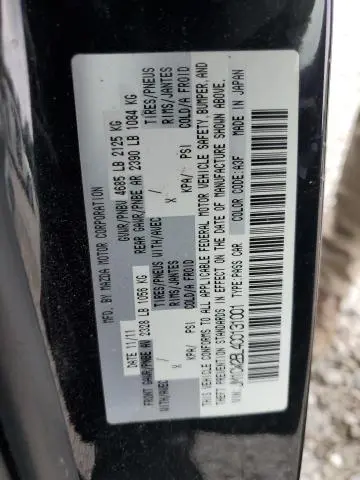 MFD. BY MAZDA MOTOR CORPORATION
DATE: 11/11 GVWR/PNBV 4685 LB 2125 KG
FRONT GAWR/PNBE AV 2328 LB 1056 KG REAR GAWR/PNBE AR 2390 LB 1084 KG
WITH/AVEC TIRES/PNEUS WITH/AVEC TIRES/PNEUS
/ RIMS/JANTES / RIMS/JANTES
X KPA/ PSI COLD/A FROID X KPA/ PSI COLD/A FROID
THIS VEHICLE CONFORMS TO ALL APPLICABLE FEDERAL MOTOR VEHICLE SAFETY, BUMPER, AND
THEFT PREVENTION STANDARDS IN EFFECT ON THE DATE OF MANUFACTURE SHOWN ABOVE.
TYPE:PASS.CAR COLOR CODE:A3F MADE IN JAPAN